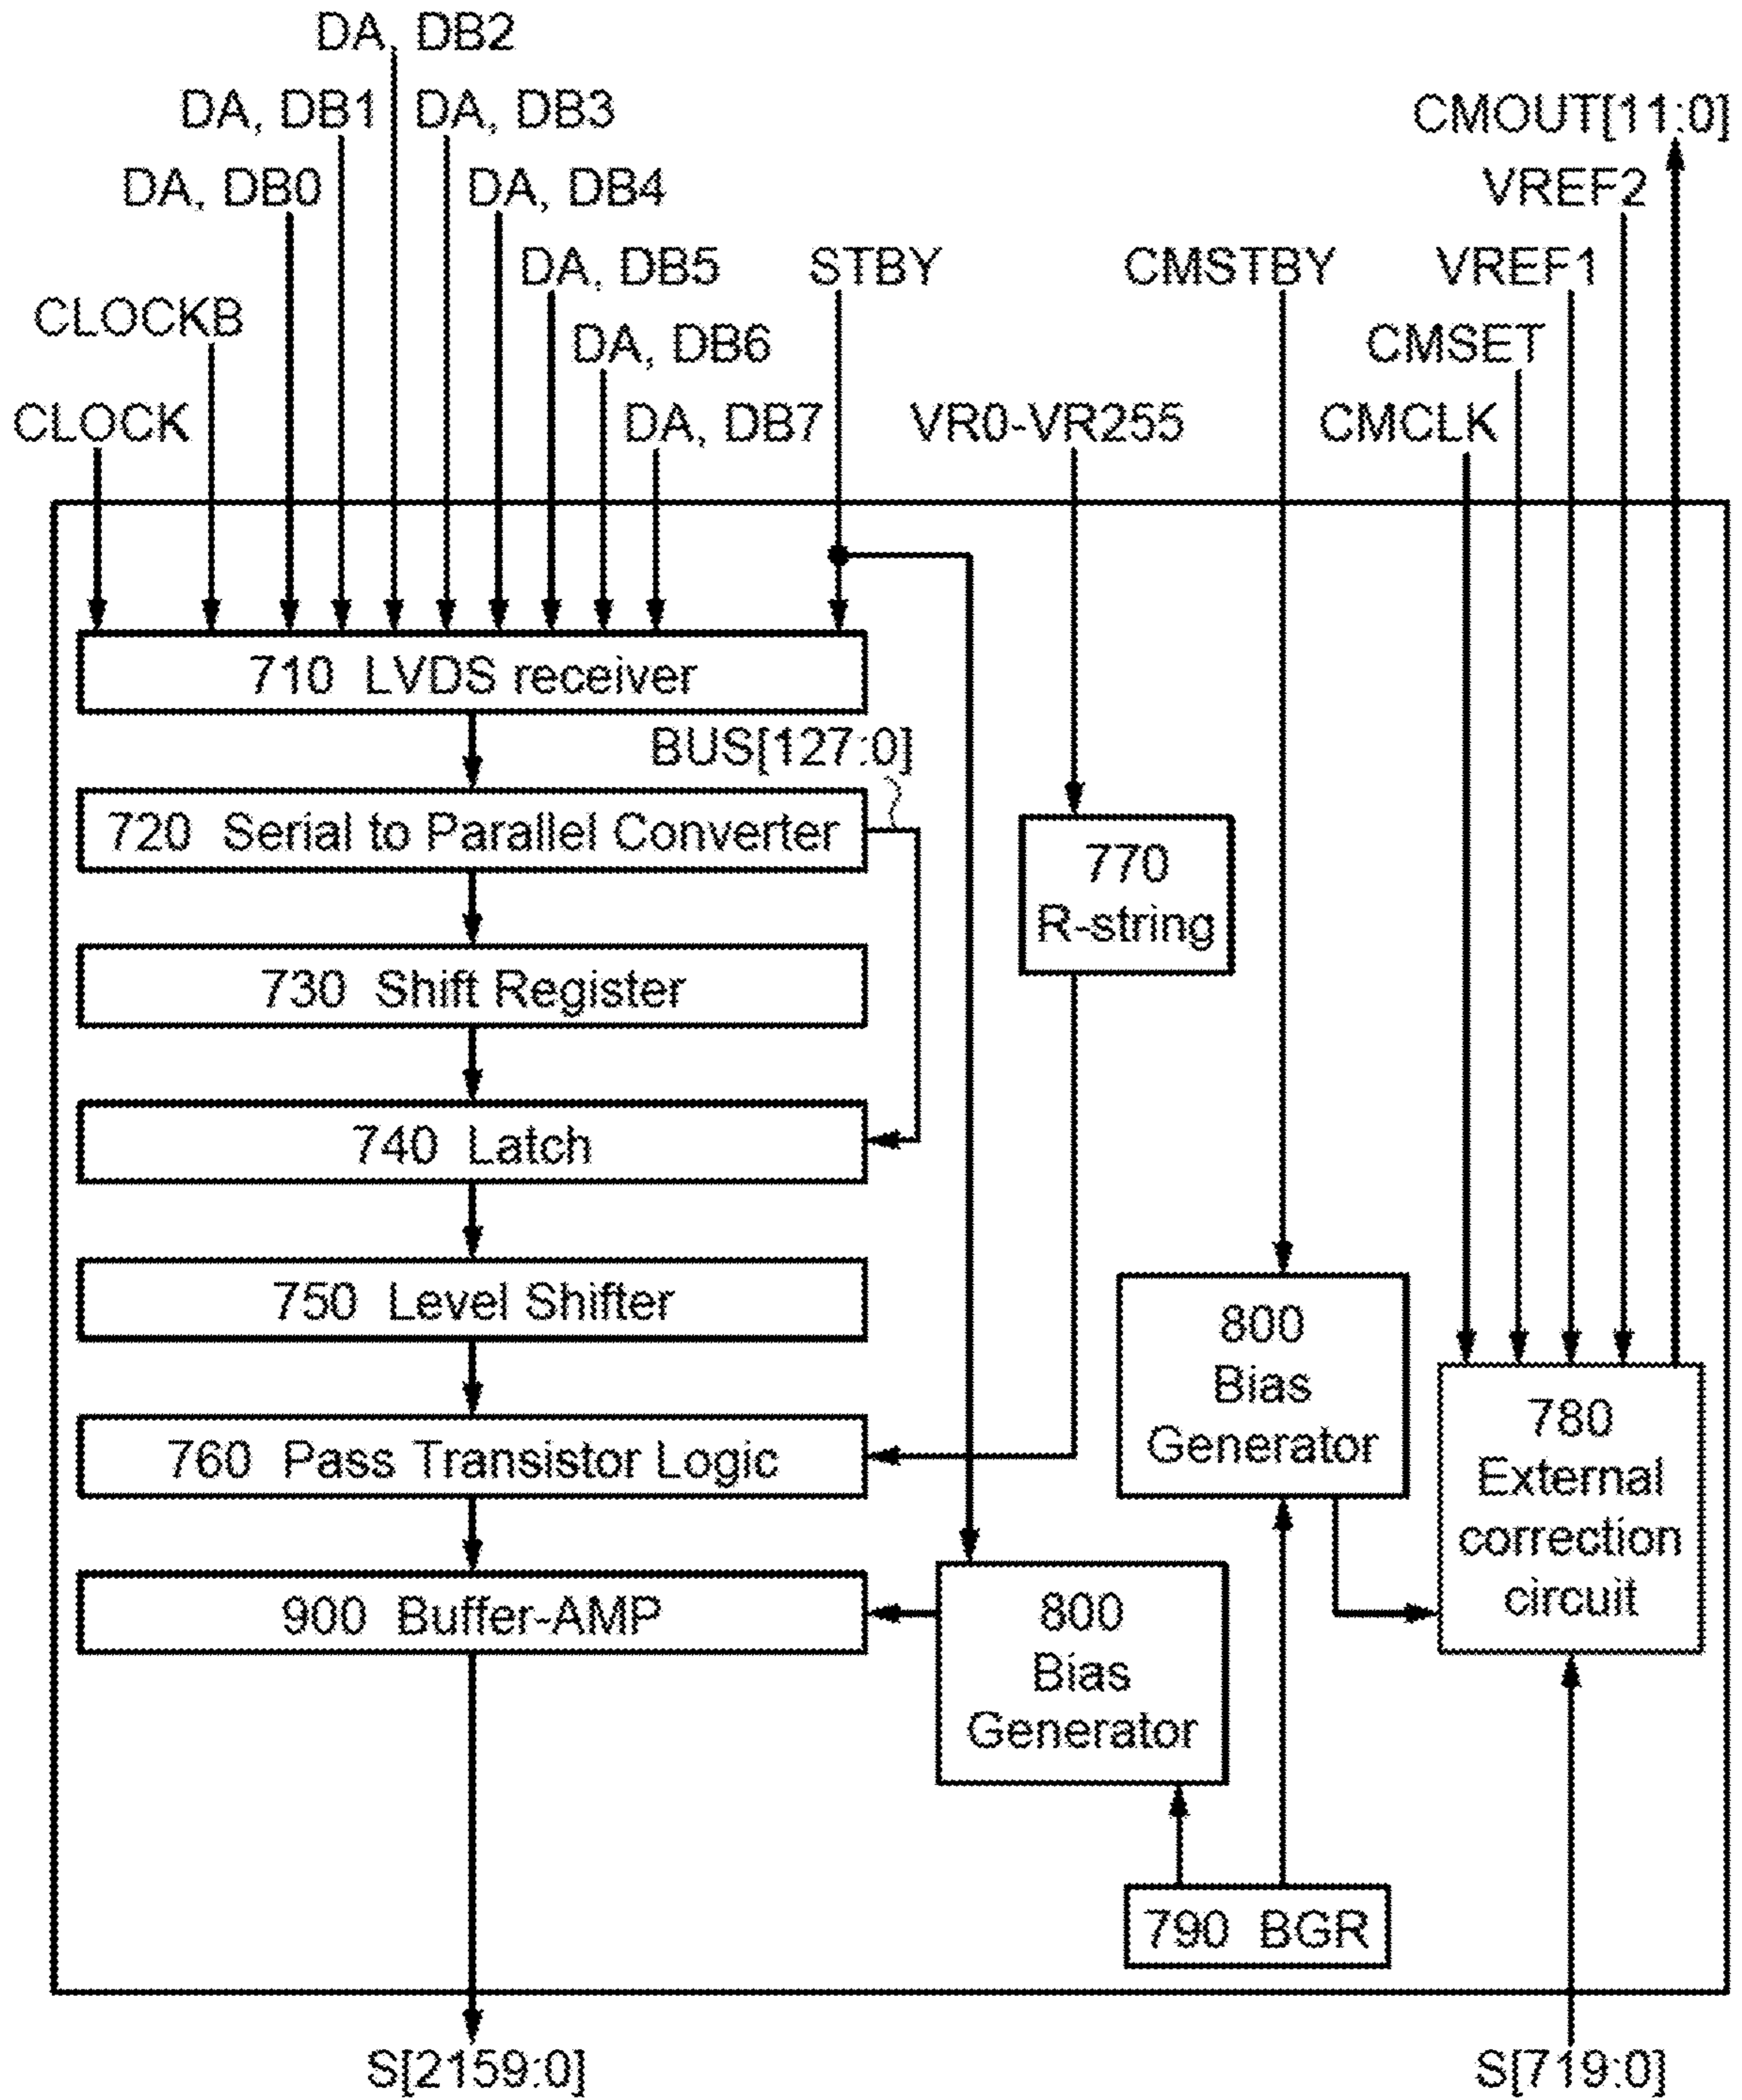 DA, DB2
DA, DB1
DA, DB3
CMOUT[11:0]
DA, DB0
DA, DB4
VREF2
DA, DB5
STBY
CMSTBY
VREF1
CLOCKB
DA, DB6
CMSET
CLOCK
DA, DB7
VR0-VR255
CMCLK
710 LVDS receiver
BUS[127:0]
720 Serial to Parallel Converter
770
R-string
730 Shift Register
740 Latch
750 Level Shifter
800
Bias
Generator
760 Pass Transistor Logic
780
External
correction
circuit
900 Buffer-AMP
800
Bias
Generator
790 BGR
S[2159:0]
S[719:0]